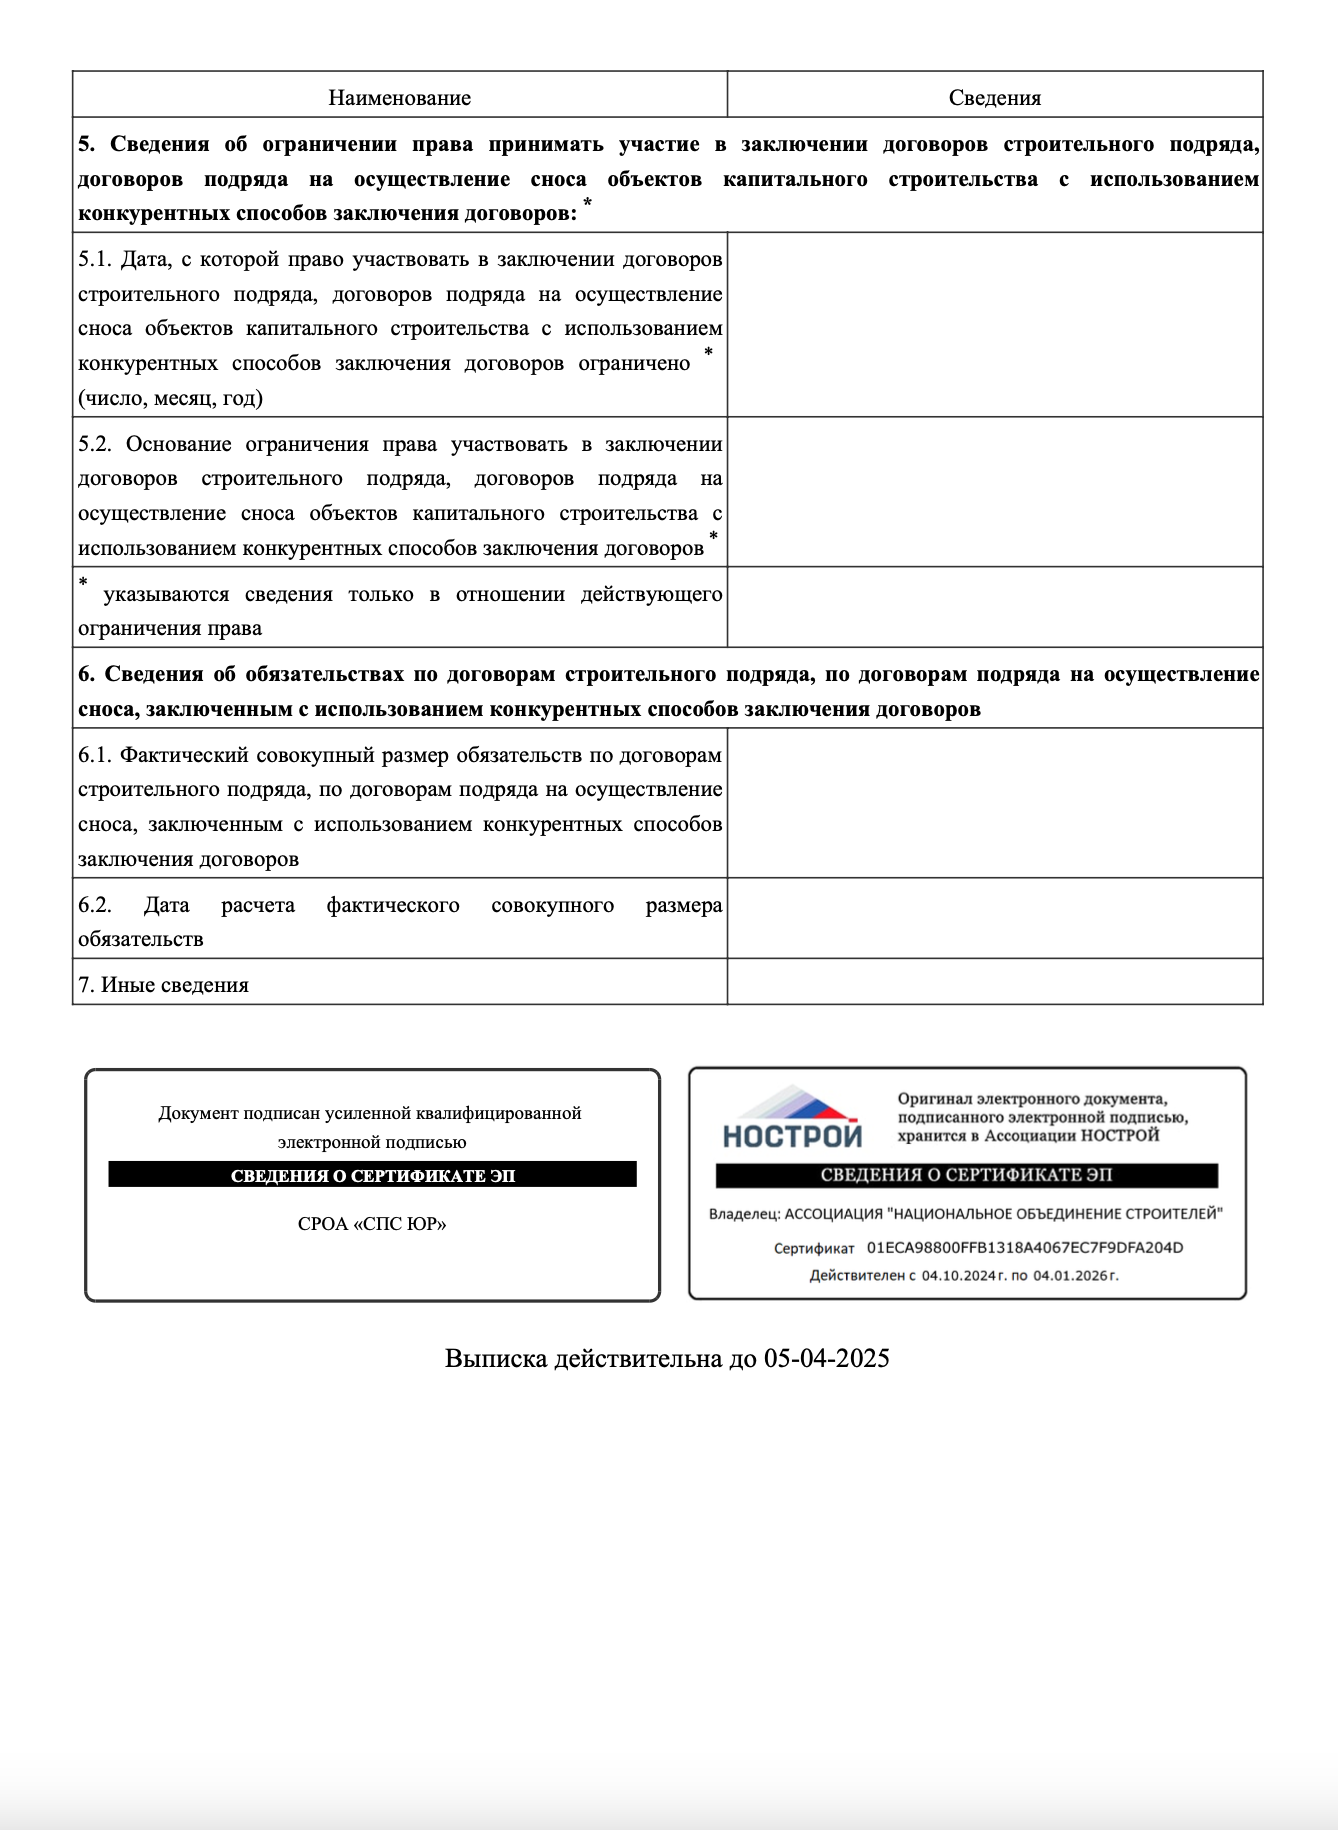 Наименование
Сведения
5. Сведения об ограничении права принимать участие в заключении договоров строительного подряда,
договоров подряда на осуществление сноса объектов капитального строительства с использованием
конкурентных способов заключения договоров: *
5.1. Дата, с которой право участвовать в заключении договоров
строительного подряда, договоров подряда на осуществление
сноса объектов капитального строительства с использованием
конкурентных способов заключения договоров ограничено *
(число, месяц, год)
5.2. Основание ограничения права участвовать в заключении
договоров строительного подряда, договоров подряда на
осуществление сноса объектов капитального строительства с
использованием конкурентных способов заключения договоров *
* указываются сведения только в отношении действующего
ограничения права
6. Сведения об обязательствах по договорам строительного подряда, по договорам подряда на осуществление
сноса, заключенным с использованием конкурентных способов заключения договоров
6.1. Фактический совокупный размер обязательств по договорам
строительного подряда, по договорам подряда на осуществление
сноса, заключенным с использованием конкурентных способов
заключения договоров
6.2. Дата расчета фактического совокупного размера
обязательств
7. Иные сведения
Документ подписан усиленной квалифицированной
электронной подписью
СВЕДЕНИЯ О СЕРТИФИКАТЕ ЭП
СРОА «СПС ЮР»
НОСТРОЙ
Оригинал электронного документа,
подписанного электронной подписью,
хранится в Ассоциации НОСТРОЙ
СВЕДЕНИЯ О СЕРТИФИКАТЕ ЭП
Владелец: АССОЦИАЦИЯ "НАЦИОНАЛЬНОЕ ОБЪЕДИНЕНИЕ СТРОИТЕЛЕЙ"
Сертификат 01ECA98800FFB1318A4067EC7F9DFA204D
Действителен с 04.10.2024г. по 04.01.2026г.
Выписка действительна до 05-04-2025